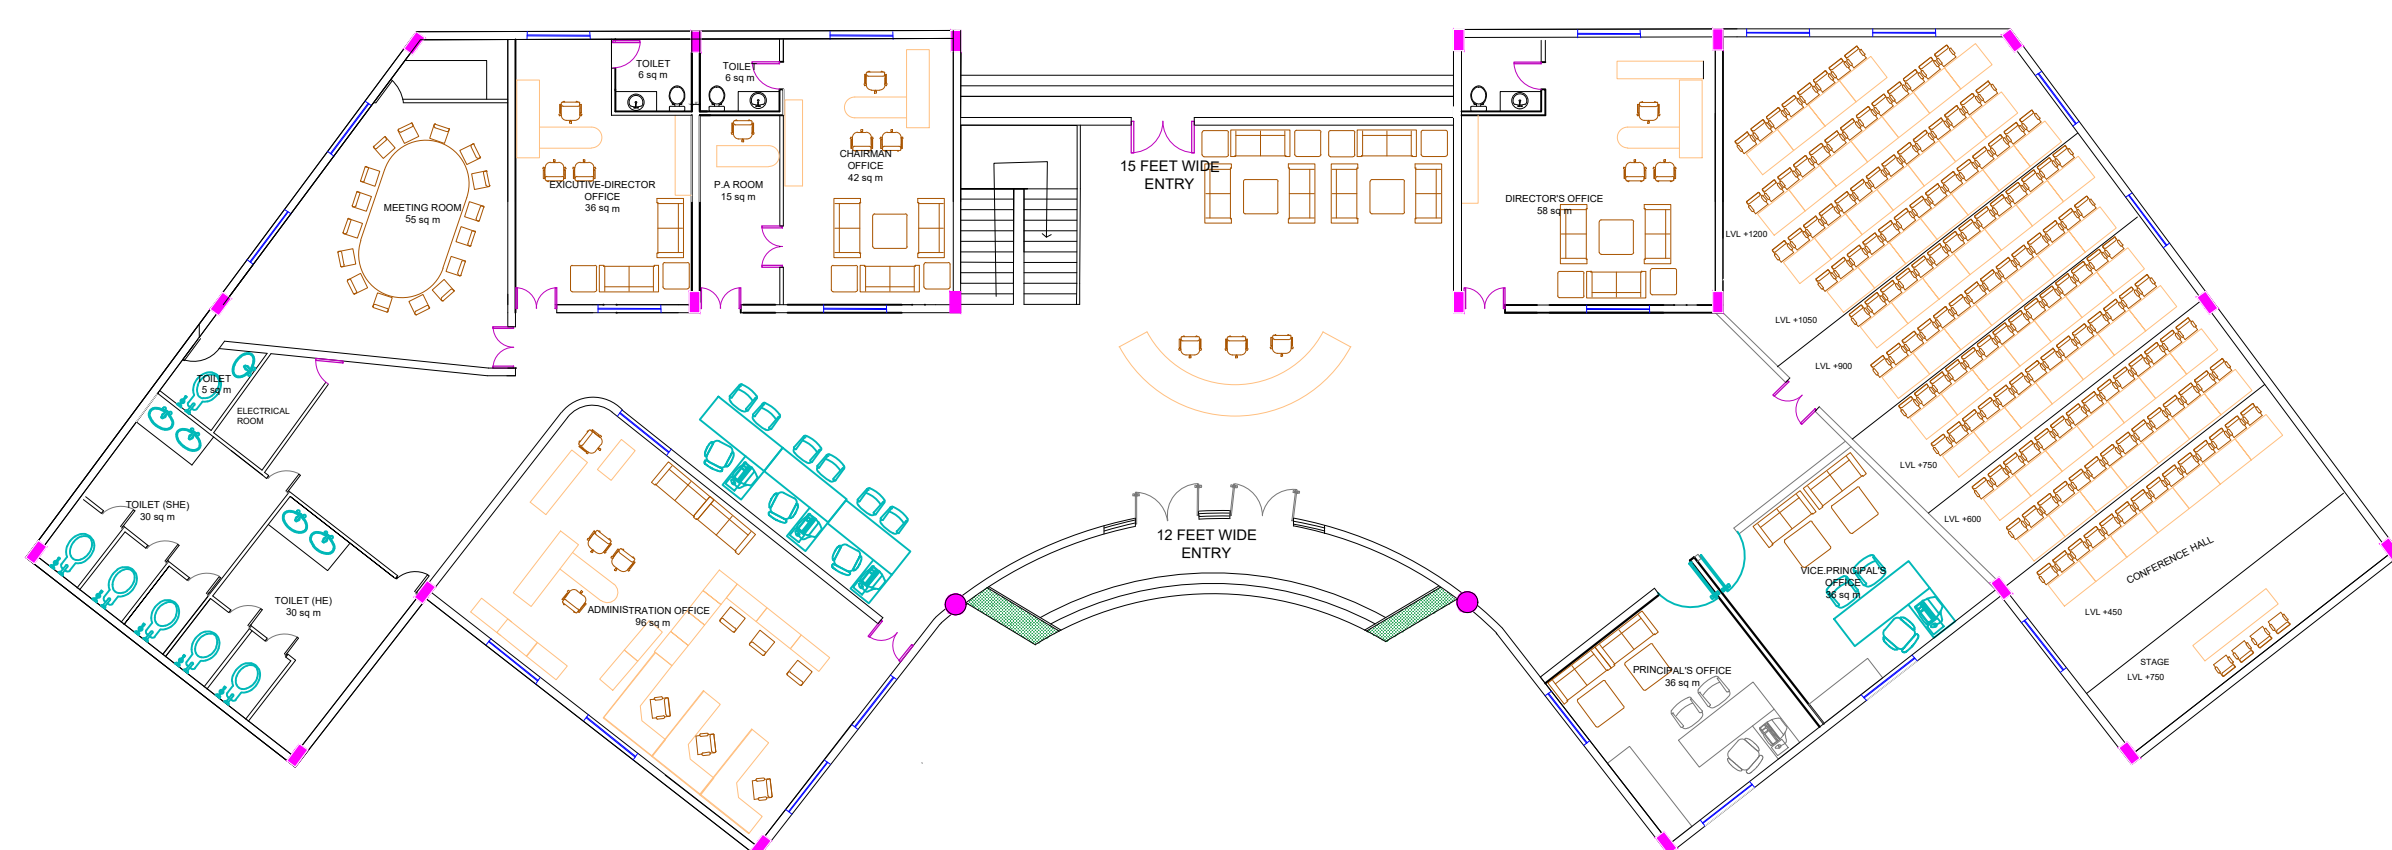 TOILET
6 sq m
TOILET
6 sq m
MEETING ROOM
55 sq m
EXICUTIVE-DIRECTOR
OFFICE
36 sq m
P.A ROOM
15 sq m
CHAIRMAN
OFFICE
42 sq m
15 FEET WIDE
ENTRY
DIRECTOR'S OFFICE
58 sq m
LVL +1200
LVL +1050
LVL +900
LVL +750
LVL +600
CONFERENCE HALL
LVL +450
STAGE
LVL +750
TOILET
5 sq m
ELECTRICAL
ROOM
TOILET (SHE)
30 sq m
TOILET (HE)
30 sq m
ADMINISTRATION OFFICE
96 sq m
12 FEET WIDE
ENTRY
VICE.PRINCIPAL'S
OFFICE
36 sq m
PRINCIPAL'S OFFICE
36 sq m